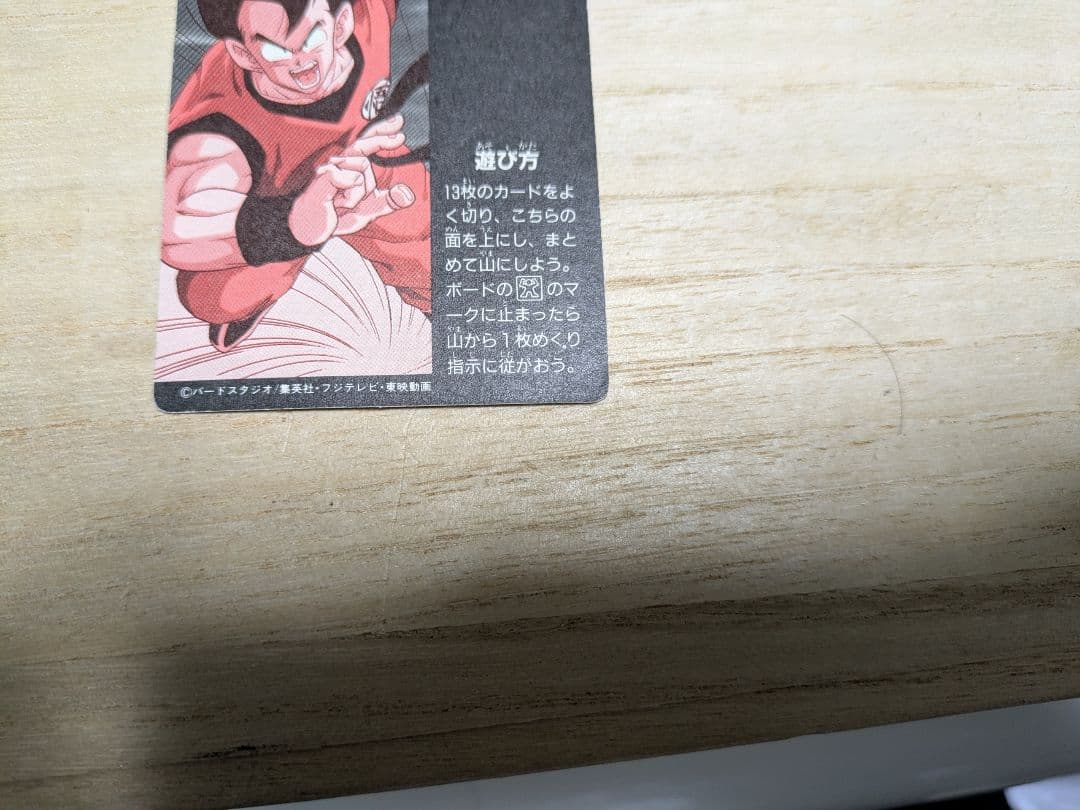 遊び方
13枚のカードをよ
く切り、こちらの
面を上にし、まと
めて山にしよう。
ボードの のマ
ークに止まったら
山から1枚めくり
指示に従がおう。
©バードスタジオ/集英社・フジテレビ・東映動画